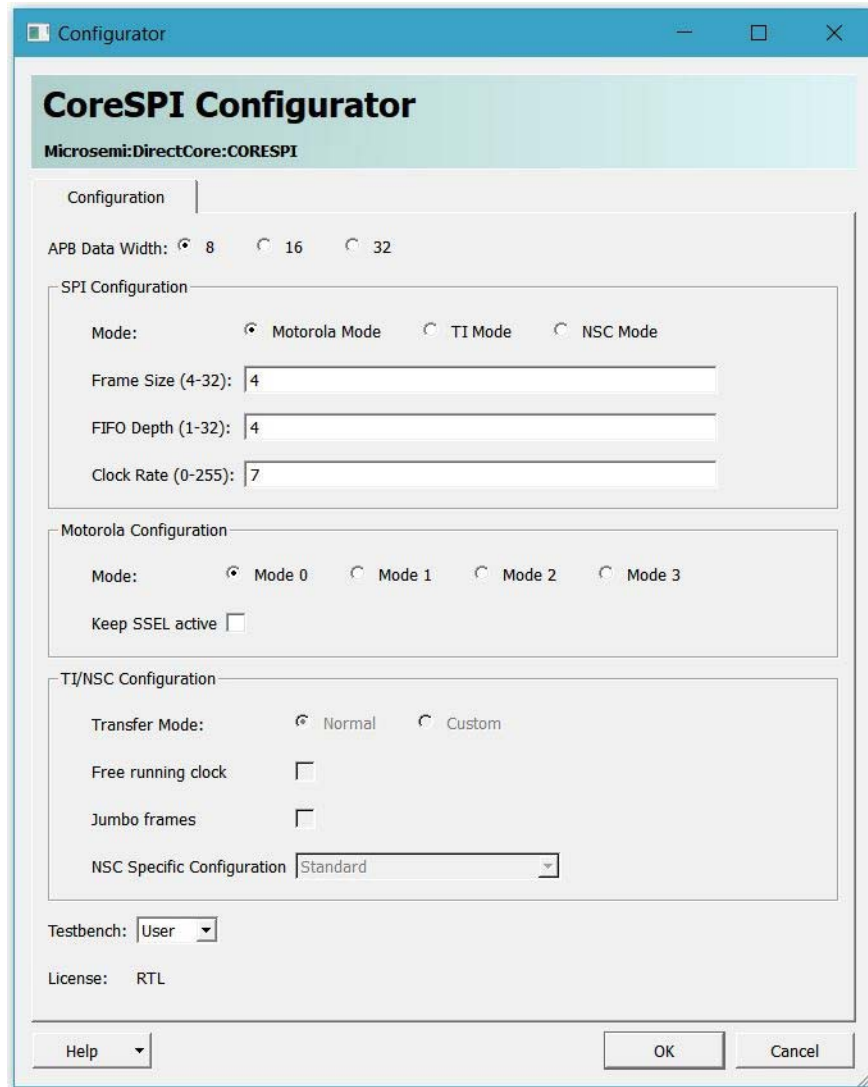 Configurator
CoreSPI Configurator
Microsemi:DirectCore:CORESPI
Configuration
APB Data Width: 8 16 32
SPI Configuration
Mode: Motorola Mode TI Mode NSC Mode
Frame Size (4-32): 4
FIFO Depth (1-32): 4
Clock Rate (0-255): 7
Motorola Configuration
Mode: Mode 0 Mode 1 Mode 2 Mode 3
Keep SSEL active
TI/NSC Configuration
Transfer Mode: Normal Custom
Free running clock
Jumbo frames
NSC Specific Configuration Standard
Testbench: User
License: RTL
Help OK Cancel